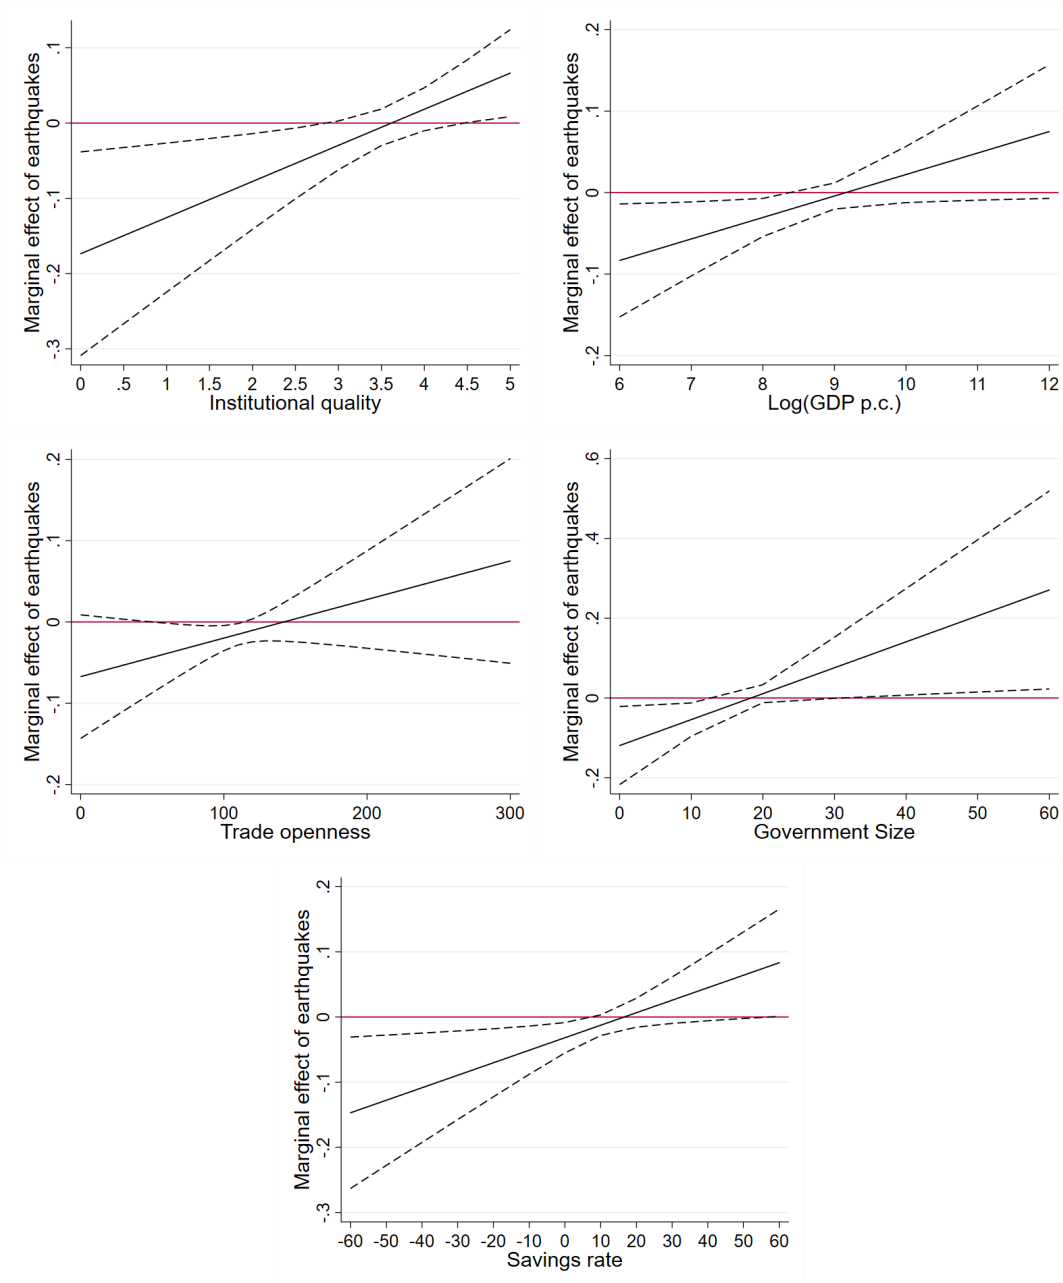 Marginal effect of earthquakes
.1
0
-.1
-.2
-.3
0 .5 1 1.5 2 2.5 3 3.5 4 4.5 5
Institutional quality
Marginal effect of earthquakes
.2
.1
0
-.1
-.2
6 7 8 9 10 11 12
Log(GDP p.c.)
Marginal effect of earthquakes
.2
.1
0
-.1
-.2
0 100 200 300
Trade openness
Marginal effect of earthquakes
.6
.4
.2
0
-.2
0 10 20 30 40 50 60
Government Size
Marginal effect of earthquakes
.2
.1
0
-.1
-.2
-.3
-60 -50 -40 -30 -20 -10 0 10 20 30 40 50 60
Savings rate